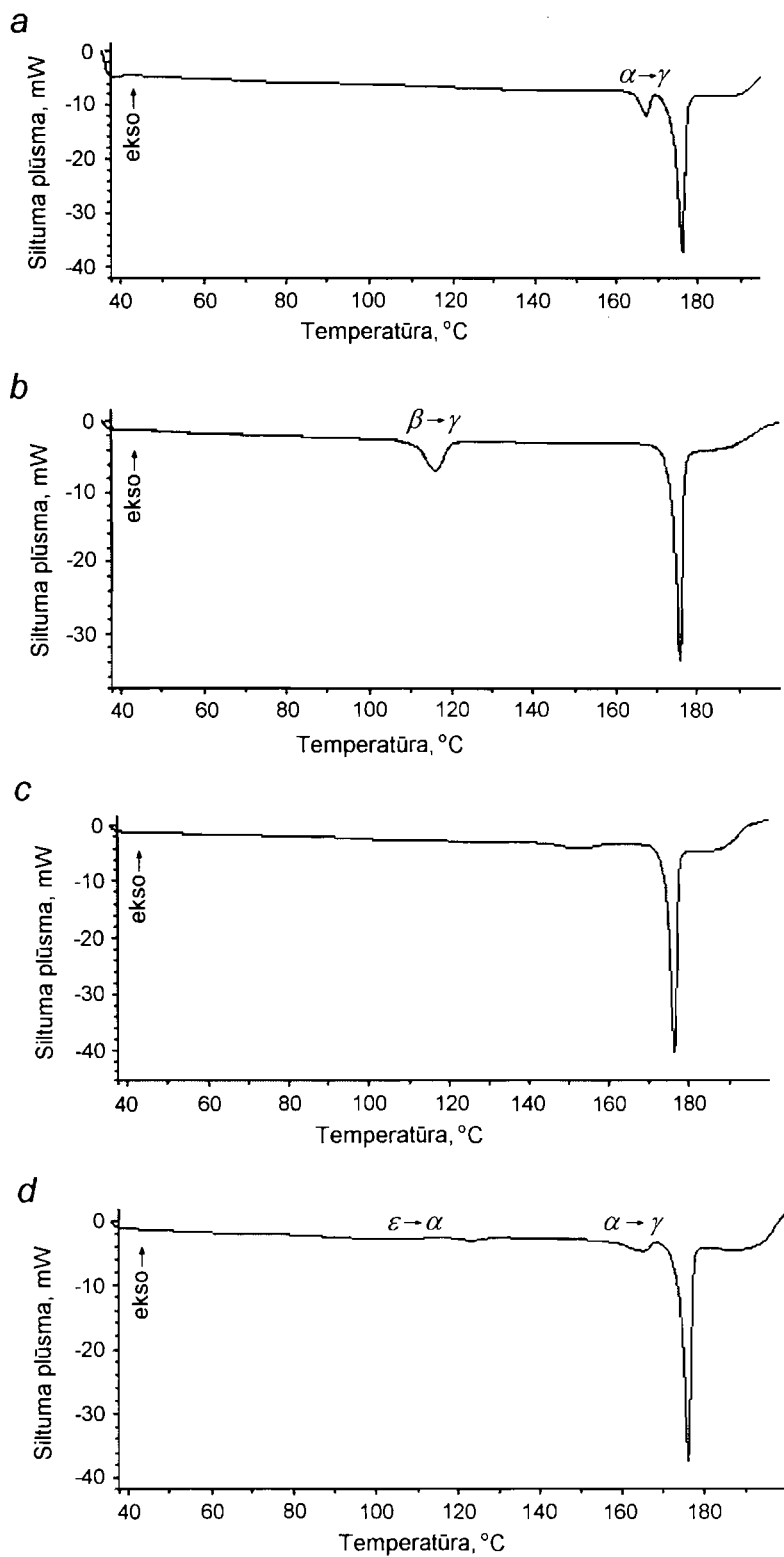 a
0
-10
-20
-30
-40
Siltuma plūsma, mW
ekso→
α→γ
40 60 80 100 120 140 160 180
Temperatūra, °C
b
0
-10
-20
-30
Siltuma plūsma, mW
ekso→
β→γ
40 60 80 100 120 140 160 180
Temperatūra, °C
c
0
-10
-20
-30
-40
Siltuma plūsma, mW
ekso→
40 60 80 100 120 140 160 180
Temperatūra, °C
d
0
-10
-20
-30
-40
Siltuma plūsma, mW
ekso→
ε→α α→γ
40 60 80 100 120 140 160 180
Temperatūra, °C